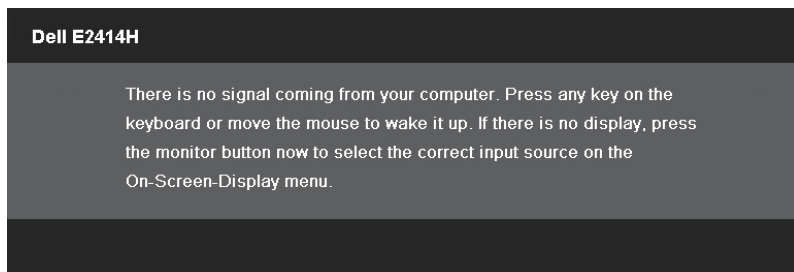 Dell E2414H
There is no signal coming from your computer. Press any key on the
keyboard or move the mouse to wake it up. If there is no display, press
the monitor button now to select the correct input source on the
On-Screen-Display menu.